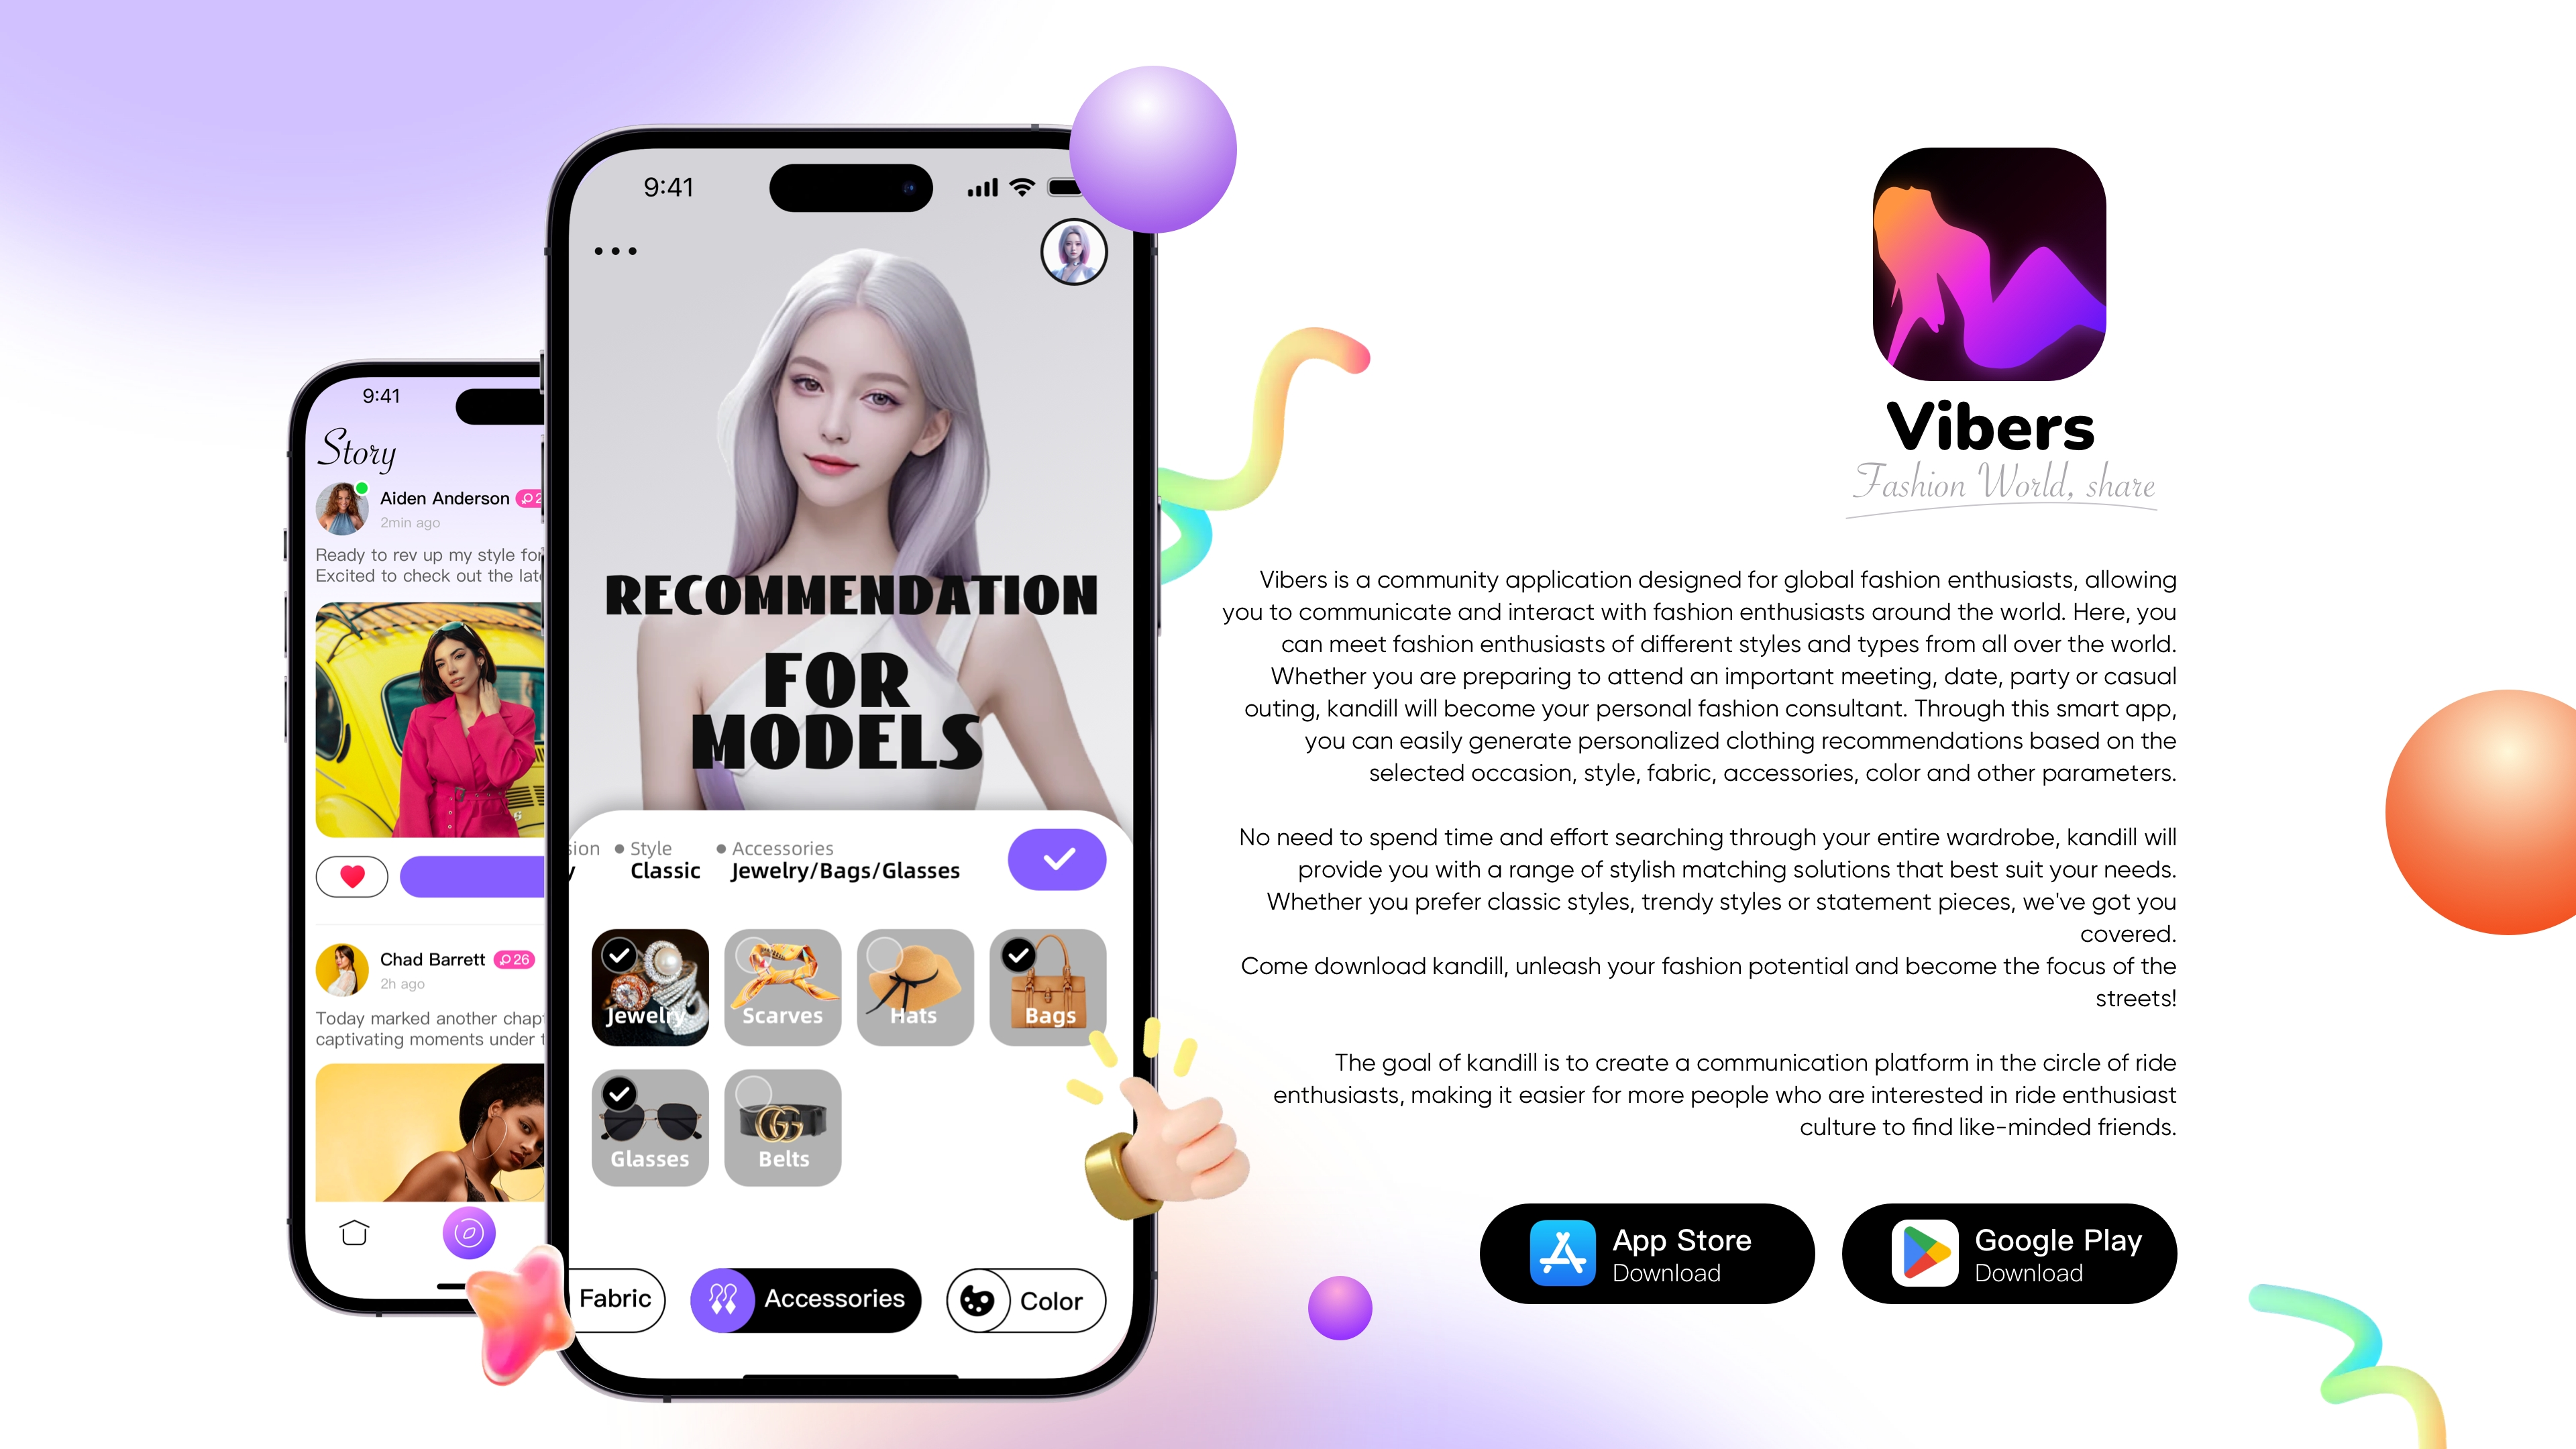 9:41
Story
Aiden Anderson
2min ago
Ready to rev up my style for
Excited to check out the
Chad Barrett 26
2h ago
Today marked another
captivating moments under
9:41
RECOMMENDATION
FOR
MODELS
Style
Classic
Accessories
Jewelry/Bags/Glasses
Jewelry
Scarves
Hats
Bags
Glasses
GG
Belts
Fabric
Accessories
Color
Vibers
Fashion World, share
Vibers is a community application designed for global fashion enthusiasts, allowing
you to communicate and interact with fashion enthusiasts around the world. Here, you
can meet fashion enthusiasts of different styles and types from all over the world.
Whether you are preparing to attend an important meeting, date, party or casual
outing, kandill will become your personal fashion consultant. Through this smart app,
you can easily generate personalized clothing recommendations based on the
selected occasion, style, fabric, accessories, color and other parameters.
No need to spend time and effort searching through your entire wardrobe, kandill will
provide you with a range of stylish matching solutions that best suit your needs.
Whether you prefer classic styles, trendy styles or statement pieces, we've got you
covered.
Come download kandill, unleash your fashion potential and become the focus of the
streets!
The goal of kandill is to create a communication platform in the circle of ride
enthusiasts, making it easier for more people who are interested in ride enthusiast
culture to find like-minded friends.
App Store
Download
Google Play
Download